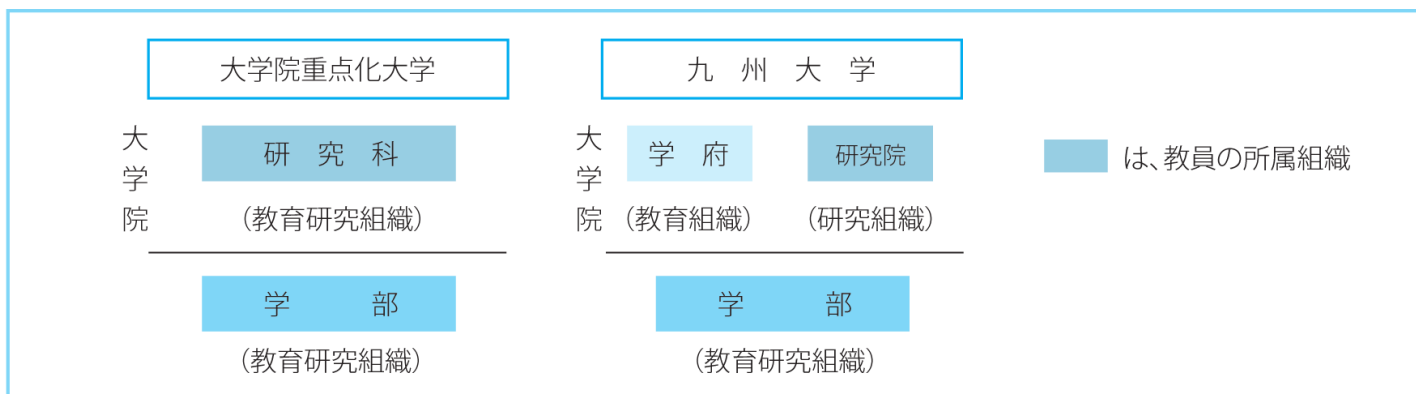 大学院重点化大学
大学院
研究科
(教育研究組織)
学部
(教育研究組織)
九州大学
大学院
学府
(教育組織)
研究院
(研究組織)
学部
(教育研究組織)
は、教員の所属組織